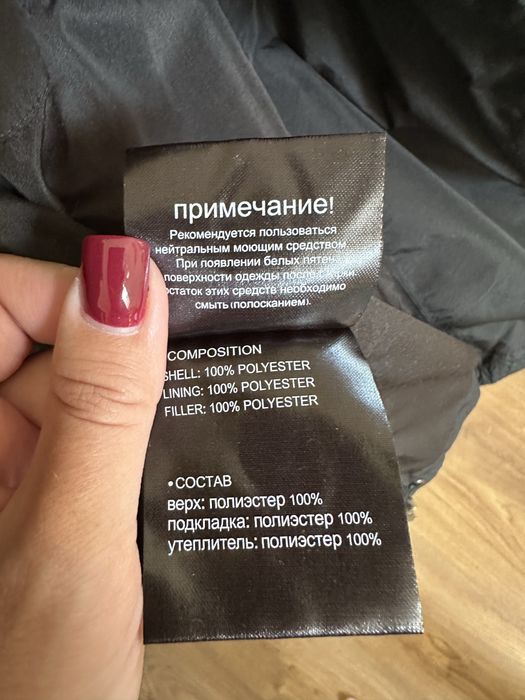 примечание!
Рекомендуется пользоваться
нейтральным моющим средством
При появлении белых пятен
поверхности одежды после стирки
остаток этих средств необходимо
смыть (полосканием).
COMPOSITION
SHELL: 100% POLYESTER
LINING: 100% POLYESTER
FILLER: 100% POLYESTER
•СОСТАВ
верх: полиэстер 100%
подкладка: полиэстер 100%
утеплитель: полиэстер 100%